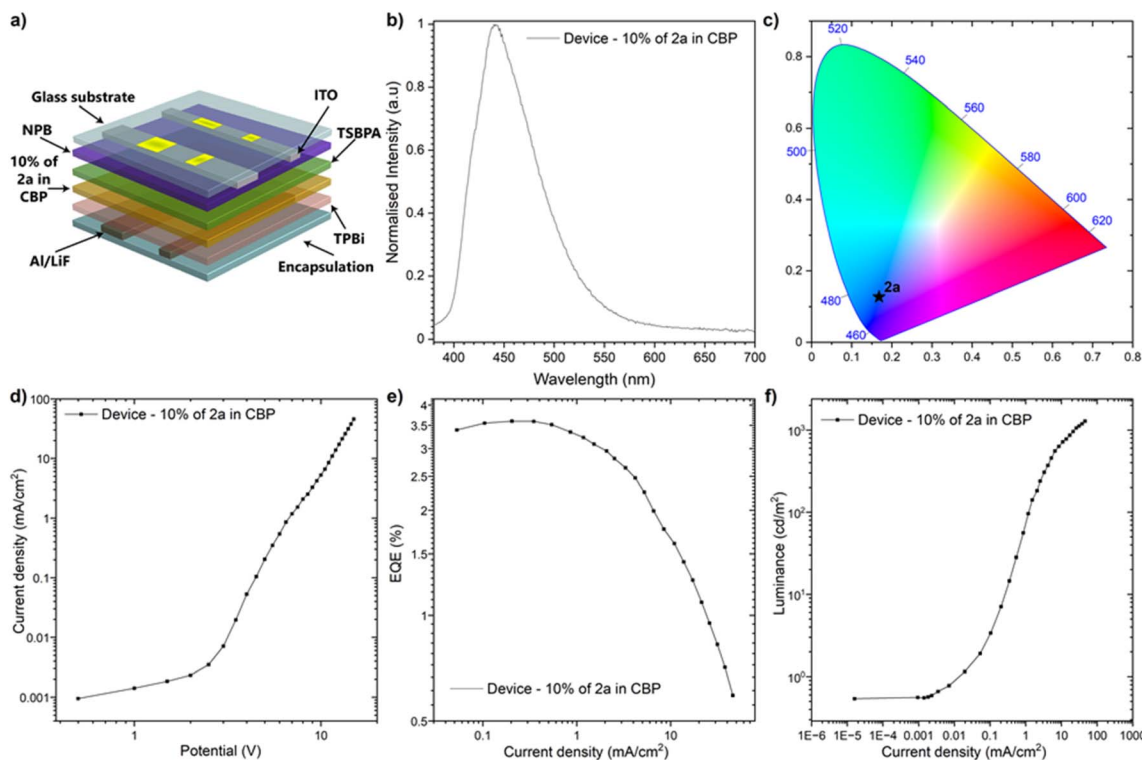 a)
Glass substrate
ITO
NPB
TSBPA
10% of
2a in
CBP
TPBi
Al/LiF
Encapsulation
b)
Device - 10% of 2a in CBP
Normalised Intensity (a.u)
1
0.8
0.6
0.4
0.2
0
400 450 500 550 600 650 700
Wavelength (nm)
c)
520
540
560
580
600
620
500
480
460
2a
0.8
0.6
0.4
0.2
0
0 0.1 0.2 0.3 0.4 0.5 0.6 0.7 0.8
d)
Device - 10% of 2a in CBP
Current density (mA/cm²)
100
10
1
0.1
0.01
0.001
1 10
Potential (V)
e)
EQE (%)
4
3.5
3
2.5
2
1.5
1
0.5
Device - 10% of 2a in CBP
0.1 1 10
Current density (mA/cm²)
f)
Device - 10% of 2a in CBP
Luminance (cd/m²)
10³
10²
10¹
10⁰
1E-6 1E-5 1E-4 0.001 0.01 0.1 1 10 100 1000
Current density (mA/cm²)